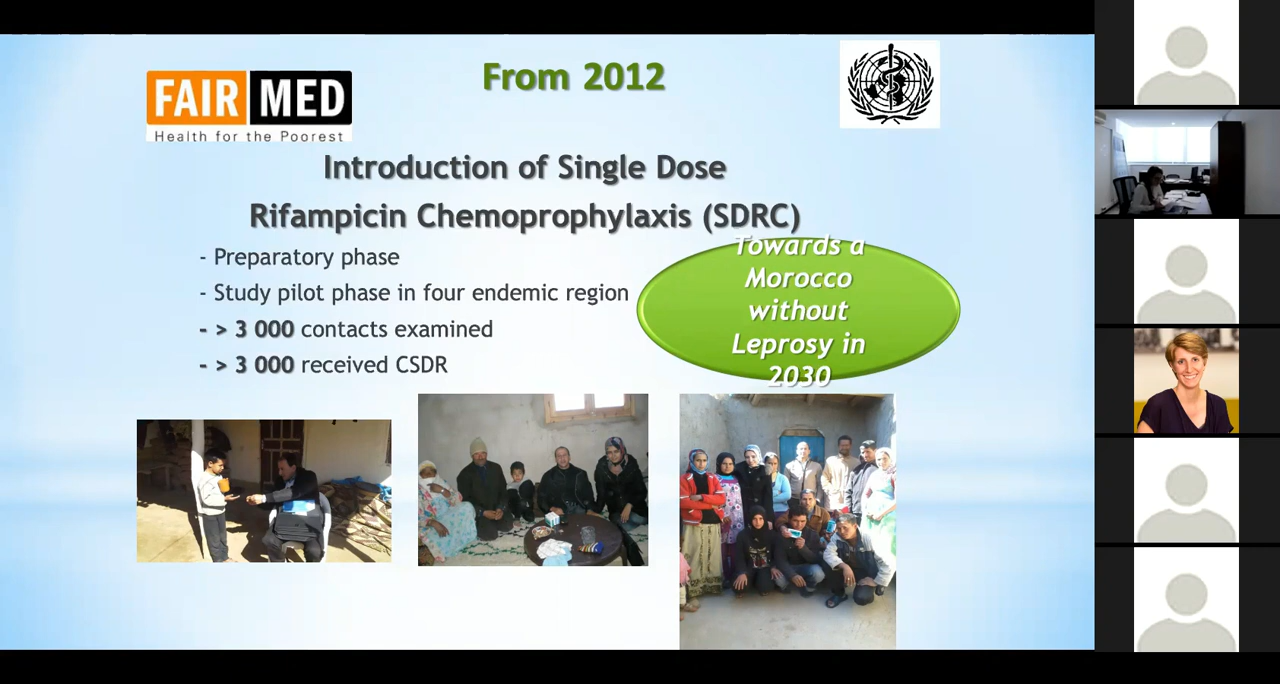 FAIR MED
Health for the Poorest
From 2012
Introduction of Single Dose
Rifampicin Chemoprophylaxis (SDRC)
- Preparatory phase
- Study pilot phase in four endemic region
- > 3 000 contacts examined
- > 3 000 received CSDR
Towards a
Morocco
without
Leprosy in
2030